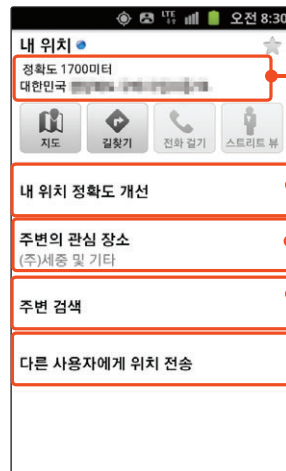 LTE 오전 8:30
내 위치
정확도 1700미터
대한민국
지도 길찾기 전화 걸기 스트리트 뷰
내 위치 정확도 개선
주변의 관심 장소
(주)세중 및 기타
주변 검색
다른 사용자에게 위치 전송